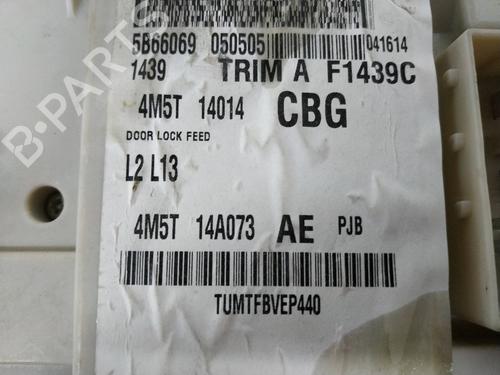 5B66069 050505 041614
1439 TRIM A F1439C
4M5T 14014 CBG
DOOR LOCK FEED
L2 L13
4M5T 14A073 AE PJB
TUMTFBVEP440
B-PARTS